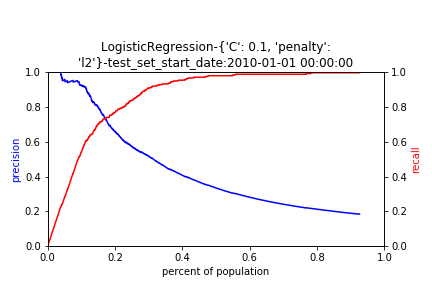 LogisticRegression-{'C': 0.1, 'penalty':
'l2'}-test_set_start_date:2010-01-01 00:00:00
1.0
0.8
0.6
0.4
0.2
0.0
precision
1.0
0.8
0.6
0.4
0.2
0.0
recall
0.0 0.2 0.4 0.6 0.8 1.0
percent of population